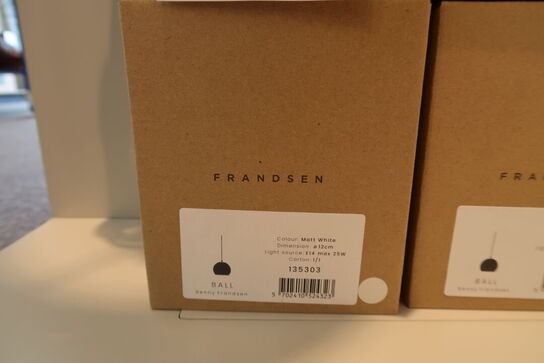 FRANDSEN
Colour: Matt White
Dimension: ø12cm
Light source: E14 max 25W
Carton: 1/1
135303
BALL
Benny Frandsen
5 702410 524323
FRA
BALL
Benny Frandsen